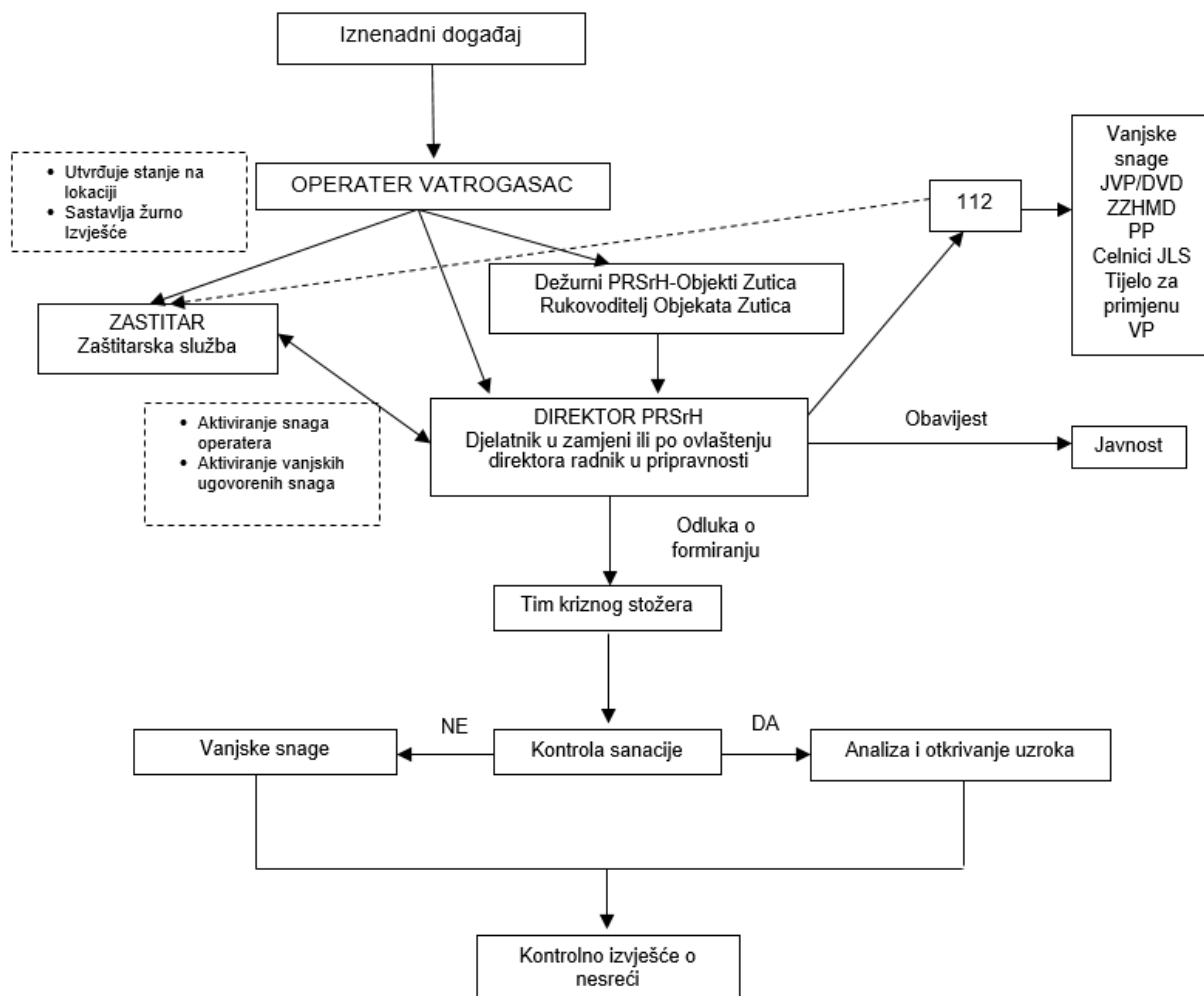 Iznenadni događaj
• Utvrđuje stanje na
lokaciji
• Sastavlja žurno
Izvješće
OPERATER VATROGASAC
112
Vanjske
snage
JVP/DVD
ZZHMD
PP
Celnici JLS
Tijelo za
primjenu
VP
Dežurni PRSrH-Objekti Zutica
Rukovoditelj Objekata Zutica
ZASTITAR
Zaštitarska služba
• Aktiviranje snaga
operatera
• Aktiviranje vanjskih
ugovorenih snaga
DIREKTOR PRSrH
Djelatnik u zamjeni ili po ovlaštenju
direktora radnik u pripravnosti
Obavijest
Javnost
Odluka o
formiranju
Tim kriznog stožera
Vanjske snage
NE
Kontrola sanacije
DA
Analiza i otkrivanje uzroka
Kontrolno izvješće o
nesreći